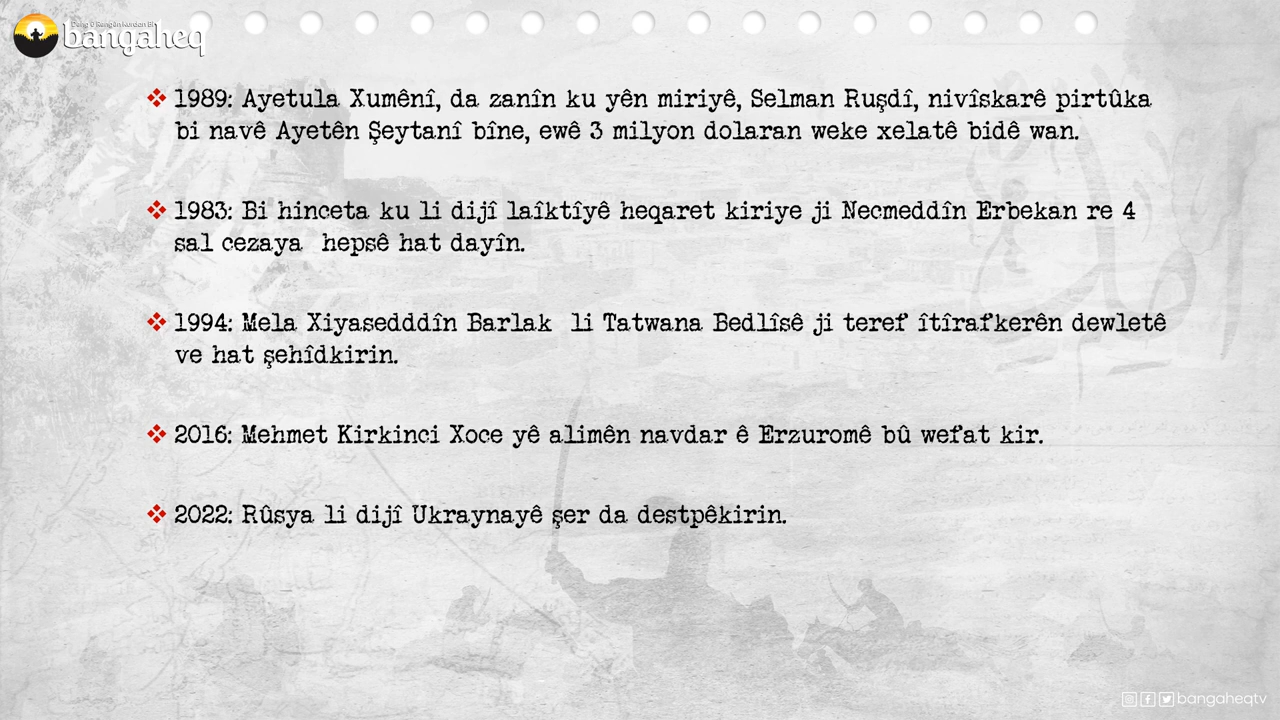 Deng û Rengên Kurdan Bi
bangaheq
1989: Ayetula Xumênî, da zanîn ku yên miriyê, Selman Ruşdî, nivîskarê pirtûka
bi navê Ayetên Şeytanî bîne, ewê 3 milyon dolaran weke xelatê bidê wan.
1983: Bi hinceta ku li dijî laîktîyê heqaret kiriye ji Necmeddîn Erbekan re 4
sal cezaya hepsê hat dayîn.
1994: Mela Xiyasedddîn Barlak li Tatwana Bedlîsê ji teref îtîrafkerên dewletê
ve hat şehîdkirin.
2016: Mehmet Kirkinci Xoce yê alimên navdar ê Erzuromê bû wefat kir.
2022: Rûsya li dijî Ukraynayê şer da destpêkirin.
bangaheqtv